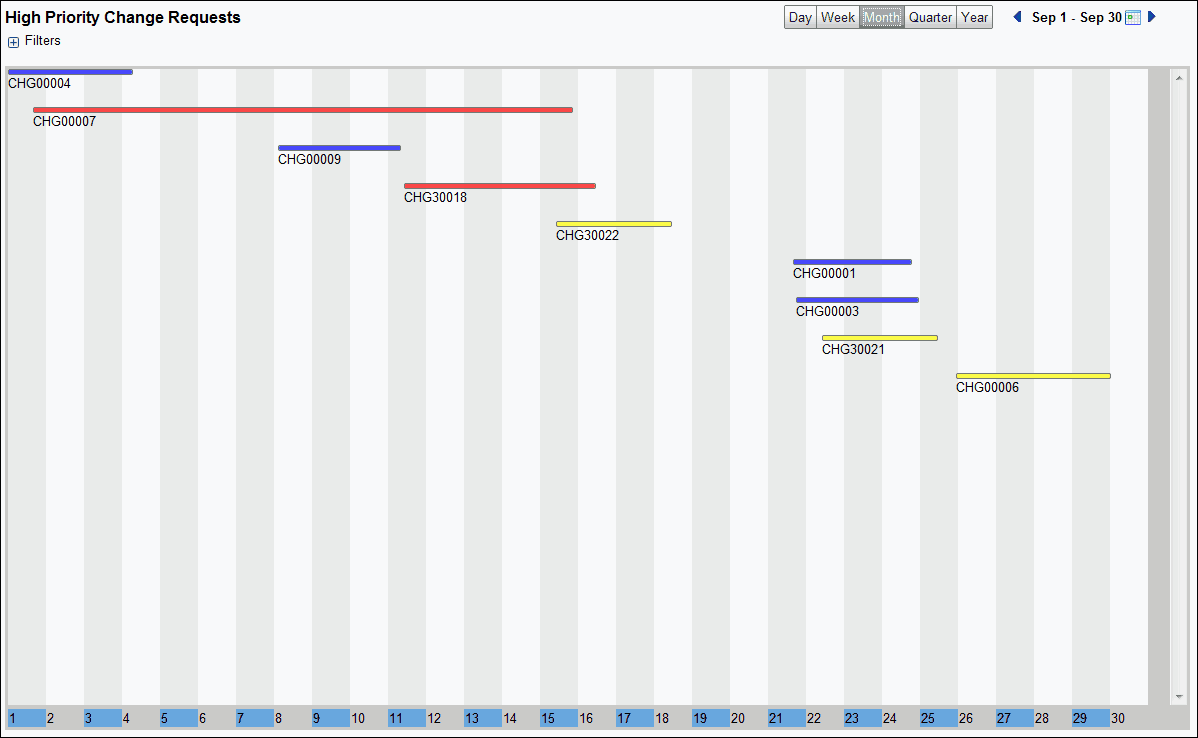 High Priority Change Requests
Day Week Month Quarter Year Sep 1 - Sep 30
Filters
CHG00004
CHG00007
CHG00009
CHG30018
CHG30022
CHG00001
CHG00003
CHG30021
CHG00006
1 2 3 4 5 6 7 8 9 10 11 12 13 14 15 16 17 18 19 20 21 22 23 24 25 26 27 28 29 30